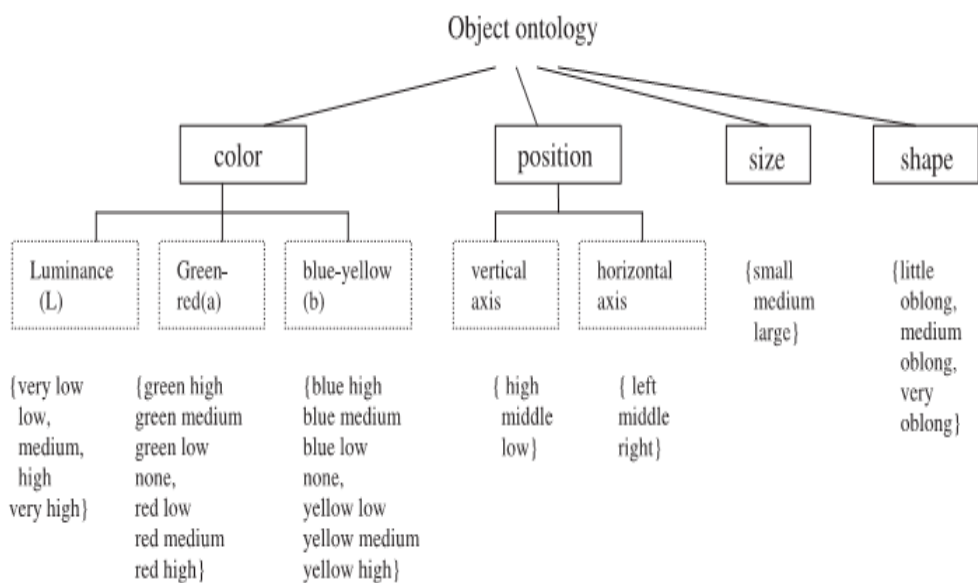 Object ontology
color
position
size
shape
Luminance
(L)
Green-
red(a)
blue-yellow
(b)
vertical
axis
horizontal
axis
{small
medium
large}
{little
oblong,
medium
oblong,
very
oblong}
{very low
low,
medium,
high
very high}
{green high
green medium
green low
none,
red low
red medium
red high}
{blue high
blue medium
blue low
none,
yellow low
yellow medium
yellow high}
{ high
middle
low}
{ left
middle
right}